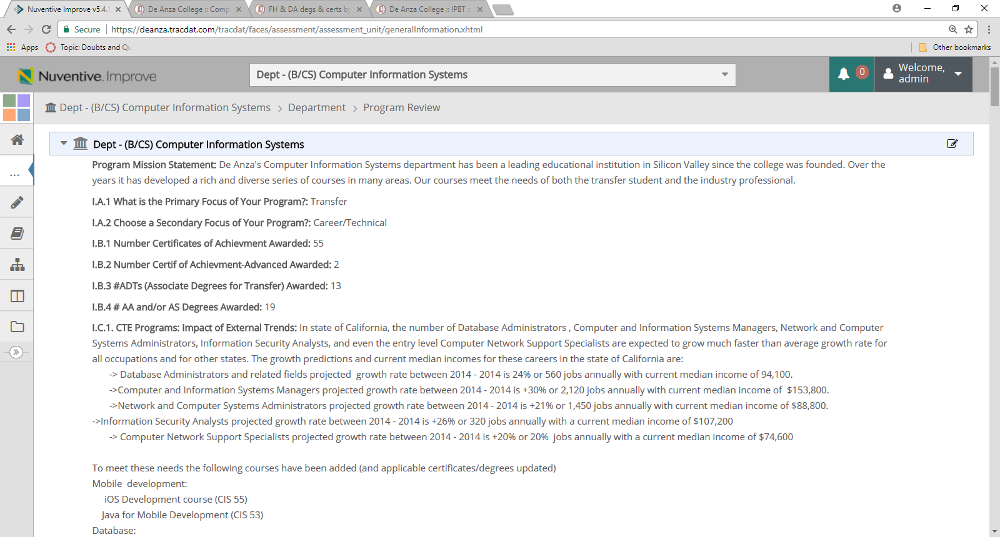 Nuventive Improve v5.4.1
De Anza College :: Comp
FH & DA degs & certs by
De Anza College :: IPBT ::
Secure
https://deanza.tracdat.com/tracdat/faces/assessment/assessment_unit/generalInformation.xhtml
Apps
Topic: Doubts and Qu
Other bookmarks
Nuventive.Improve
Dept - (B/CS) Computer Information Systems
0
Welcome,
admin
Dept - (B/CS) Computer Information Systems > Department > Program Review
Dept - (B/CS) Computer Information Systems
Program Mission Statement: De Anza's Computer Information Systems department has been a leading educational institution in Silicon Valley since the college was founded. Over the
years it has developed a rich and diverse series of courses in many areas. Our courses meet the needs of both the transfer student and the industry professional.
I.A.1 What is the Primary Focus of Your Program?: Transfer
I.A.2 Choose a Secondary Focus of Your Program?: Career/Technical
I.B.1 Number Certificates of Achievment Awarded: 55
I.B.2 Number Certif of Achievment-Advanced Awarded: 2
I.B.3 #ADTs (Associate Degrees for Transfer) Awarded: 13
I.B.4 # AA and/or AS Degrees Awarded: 19
I.C.1. CTE Programs: Impact of External Trends: In state of California, the number of Database Administrators , Computer and Information Systems Managers, Network and Computer
Systems Administrators, Information Security Analysts, and even the entry level Computer Network Support Specialists are expected to grow much faster than average growth rate for
all occupations and for other states. The growth predictions and current median incomes for these careers in the state of California are:
-> Database Administrators and related fields projected  growth rate between 2014 - 2014 is 24% or 560 jobs annually with current median income of 94,100.
->Computer and Information Systems Managers projected growth rate between 2014 - 2014 is +30% or 2,120 jobs annually with current median income of  $153,800.
->Network and Computer Systems Administrators projected growth rate between 2014 - 2014 is +21% or 1,450 jobs annually with current median income of $88,800.
->Information Security Analysts projected growth rate between 2014 - 2014 is +26% or 320 jobs annually with a current median income of $107,200
-> Computer Network Support Specialists projected growth rate between 2014 - 2014 is +20% or 20%  jobs annually with a current median income of $74,600
To meet these needs the following courses have been added (and applicable certificates/degrees updated)
Mobile  development:
iOS Development course (CIS 55)
Java for Mobile Development (CIS 53)
Database: